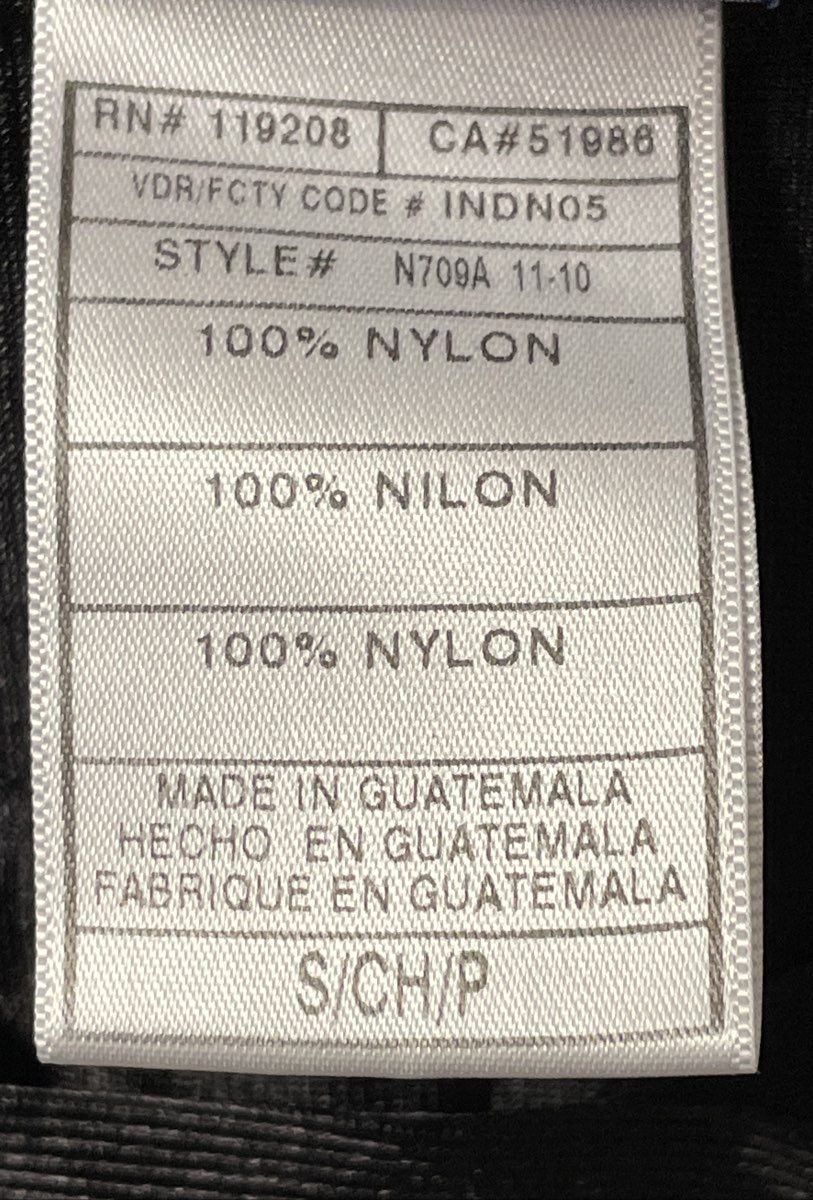 RN# 119208 CA#51986
VDR/FCTY CODE # INDN05
STYLE# N709A 11-10
100% NYLON
100% NILON
100% NYLON
MADE IN GUATEMALA
HECHO EN GUATEMALA
FABRIQUE EN GUATEMALA
S/CH/P